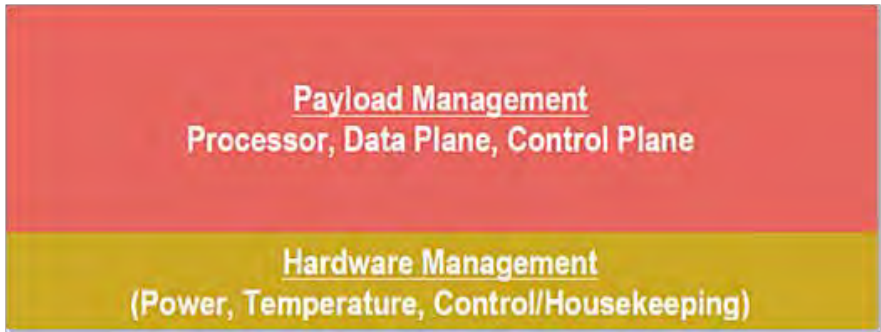 Payload Management
Processor, Data Plane, Control Plane
Hardware Management
(Power, Temperature, Control/Housekeeping)